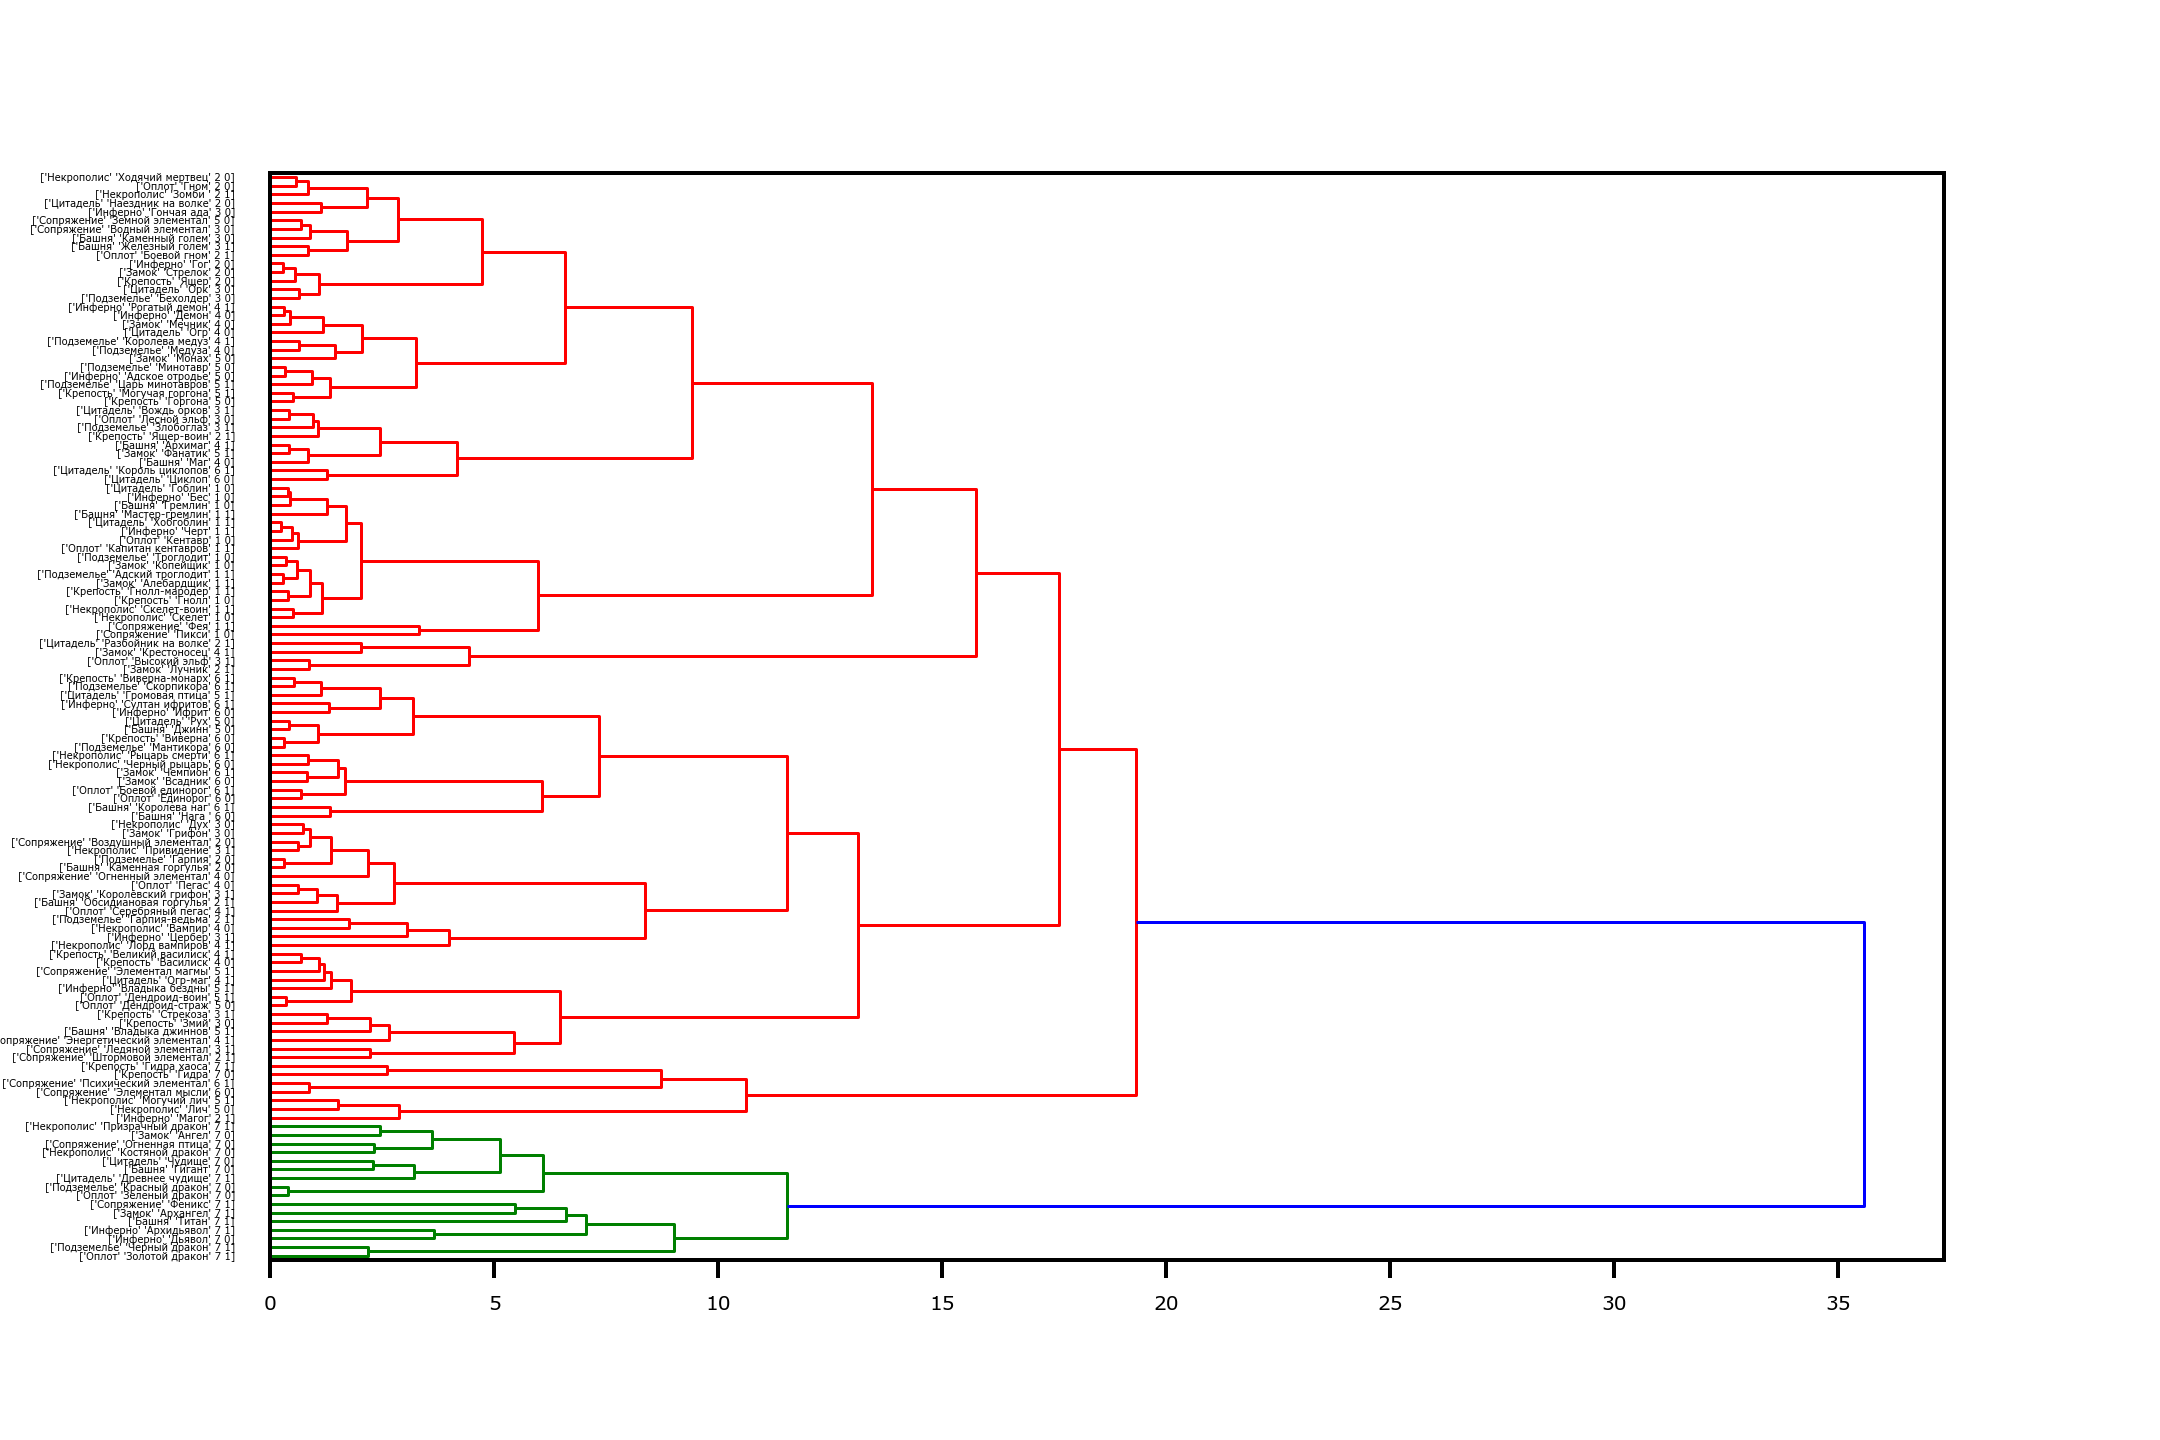 ['Некрополис' 'Ходячий мертвец' 2 0]
['Оплот' 'Гном' 2 0]
['Некрополис' 'Зомби ' 2 1]
['Цитадель' 'Наездник на волке' 2 0]
['Инферно' 'Гончая ада' 3 0]
['Сопряжение' 'Земной элементал' 5 0]
['Сопряжение' 'Водный элементал' 3 0]
['Башня' 'Каменный голем' 3 0]
['Башня' 'Железный голем' 3 1]
['Оплот' 'Боевой гном' 2 1]
['Инферно' 'Гог' 2 0]
['Замок' 'Стрелок' 2 0]
['Крепость' 'Ящер' 2 0]
['Цитадель' 'Орк' 3 0]
['Подземелье' 'Бехолдер' 3 0]
['Инферно' 'Рогатый демон' 4 1]
['Инферно' 'Демон' 4 0]
['Замок' 'Мечник' 4 0]
['Цитадель' 'Огр' 4 0]
['Подземелье' 'Королева медуз' 4 1]
['Подземелье' 'Медуза' 4 0]
['Замок' 'Монах' 5 0]
['Подземелье' 'Минотавр' 5 0]
['Инферно' 'Адское отродье' 5 0]
['Подземелье' 'Царь минотавров' 5 1]
['Крепость' 'Могучая горгона' 5 1]
['Крепость' 'Горгона' 5 0]
['Цитадель' 'Вождь орков' 3 1]
['Оплот' 'Лесной эльф' 3 0]
['Подземелье' 'Злобоглаз' 3 1]
['Крепость' 'Ящер-воин' 2 1]
['Башня' 'Архимаг' 4 1]
['Замок' 'Фанатик' 5 1]
['Башня' 'Маг' 4 0]
['Цитадель' 'Король циклопов' 6 1]
['Цитадель' 'Циклоп' 6 0]
['Цитадель' 'Гоблин' 1 0]
['Инферно' 'Бес' 1 0]
['Башня' 'Гремлин' 1 0]
['Башня' 'Мастер-гремлин' 1 1]
['Цитадель' 'Хобгоблин' 1 1]
['Инферно' 'Черт' 1 1]
['Оплот' 'Кентавр' 1 0]
['Оплот' 'Капитан кентавров' 1 1]
['Подземелье' 'Троглодит' 1 0]
['Замок' 'Копейщик' 1 0]
['Подземелье' 'Адский троглодит' 1 1]
['Замок' 'Алебардщик' 1 1]
['Крепость' 'Гнолл-мародер' 1 1]
['Крепость' 'Гнолл' 1 0]
['Некрополис' 'Скелет-воин' 1 1]
['Некрополис' 'Скелет' 1 0]
['Сопряжение' 'Фея' 1 1]
['Сопряжение' 'Пикси' 1 0]
['Цитадель' 'Разбойник на волке' 2 1]
['Замок' 'Крестоносец' 4 1]
['Оплот' 'Высокий эльф' 3 1]
['Замок' 'Лучник' 2 1]
['Крепость' 'Виверна-монарх' 6 1]
['Подземелье' 'Скорпикора' 6 1]
['Цитадель' 'Громовая птица' 5 1]
['Инферно' 'Султан ифритов' 6 1]
['Инферно' 'Ифрит' 6 0]
['Цитадель' 'Рух' 5 0]
['Башня' 'Джинн' 5 0]
['Крепость' 'Виверна' 6 0]
['Подземелье' 'Мантикора' 6 0]
['Некрополис' 'Рыцарь смерти' 6 1]
['Некрополис' 'Черный рыцарь' 6 0]
['Замок' 'Чемпион' 6 1]
['Замок' 'Всадник' 6 0]
['Оплот' 'Боевой единорог' 6 1]
['Оплот' 'Единорог' 6 0]
['Башня' 'Королева наг' 6 1]
['Башня' 'Нага ' 6 0]
['Некрополис' 'Дух' 3 0]
['Замок' 'Грифон' 3 0]
['Сопряжение' 'Воздушный элементал' 2 0]
['Некрополис' 'Привидение' 3 1]
['Подземелье' 'Гарпия' 2 0]
['Башня' 'Каменная горгулья' 2 0]
['Сопряжение' 'Огненный элементал' 4 0]
['Оплот' 'Пегас' 4 0]
['Замок' 'Королевский грифон' 3 1]
['Башня' 'Обсидиановая горгулья' 2 1]
['Оплот' 'Серебряный пегас' 4 1]
['Подземелье' 'Гарпия-ведьма' 2 1]
['Некрополис' 'Вампир' 4 0]
['Инферно' 'Цербер' 3 1]
['Некрополис' 'Лорд вампиров' 4 1]
['Крепость' 'Великий василиск' 4 1]
['Крепость' 'Василиск' 4 0]
['Сопряжение' 'Элементал магмы' 5 1]
['Цитадель' 'Огр-маг' 4 1]
['Инферно' 'Владыка бездны' 5 1]
['Оплот' 'Дендроид-воин' 5 1]
['Оплот' 'Дендроид-страж' 5 0]
['Крепость' 'Стрекоза' 3 1]
['Крепость' 'Змий' 3 0]
['Башня' 'Владыка джиннов' 5 1]
опряжение' 'Энергетический элементал' 4 1]
['Сопряжение' 'Ледяной элементал' 3 1]
['Сопряжение' 'Штормовой элементал' 2 1]
['Крепость' 'Гидра хаоса' 7 1]
['Крепость' 'Гидра' 7 0]
['Сопряжение' 'Психический элементал' 6 1]
['Сопряжение' 'Элементал мысли' 6 0]
['Некрополис' 'Могучий лич' 5 1]
['Некрополис' 'Лич' 5 0]
['Инферно' 'Магог' 2 1]
['Некрополис' 'Призрачный дракон' 7 1]
['Замок' 'Ангел' 7 0]
['Сопряжение' 'Огненная птица' 7 0]
['Некрополис' 'Костяной дракон' 7 0]
['Цитадель' 'Чудище' 7 0]
['Башня' 'Гигант' 7 0]
['Цитадель' 'Древнее чудище' 7 1]
['Подземелье' 'Красный дракон' 7 0]
['Оплот' 'Зеленый дракон' 7 0]
['Сопряжение' 'Феникс' 7 1]
['Замок' 'Архангел' 7 1]
['Башня' 'Титан' 7 1]
['Инферно' 'Архидьявол' 7 1]
['Инферно' 'Дьявол' 7 0]
['Подземелье' 'Черный дракон' 7 1]
['Оплот' 'Золотой дракон' 7 1]
0 5 10 15 20 25 30 35